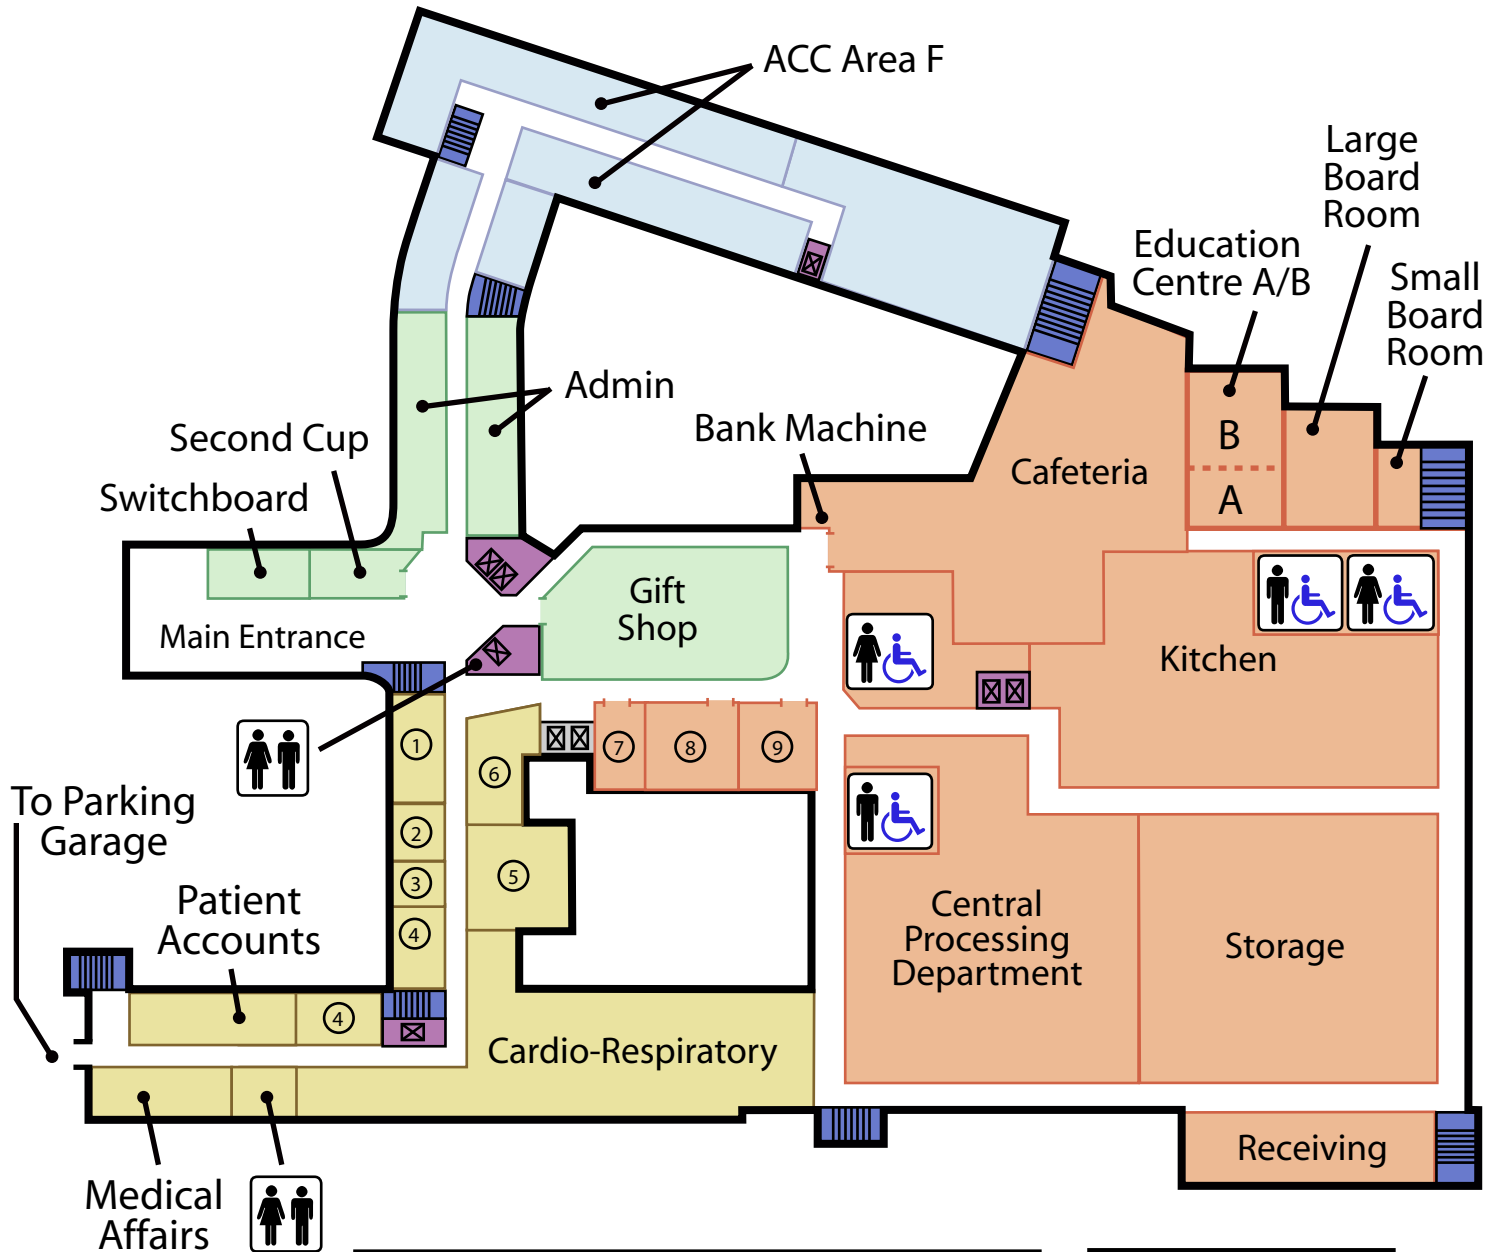 ACC Area F
Large
Board
Room
Education
Centre A/B
Small
Board
Room
Admin
Bank Machine
Second Cup
Switchboard
B
A
Cafeteria
Gift
Shop
Main Entrance
Kitchen
1
6
7
8
9
To Parking
Garage
2
3
4
5
Patient
Accounts
Central
Processing
Department
Storage
4
Cardio-Respiratory
Receiving
Medical
Affairs